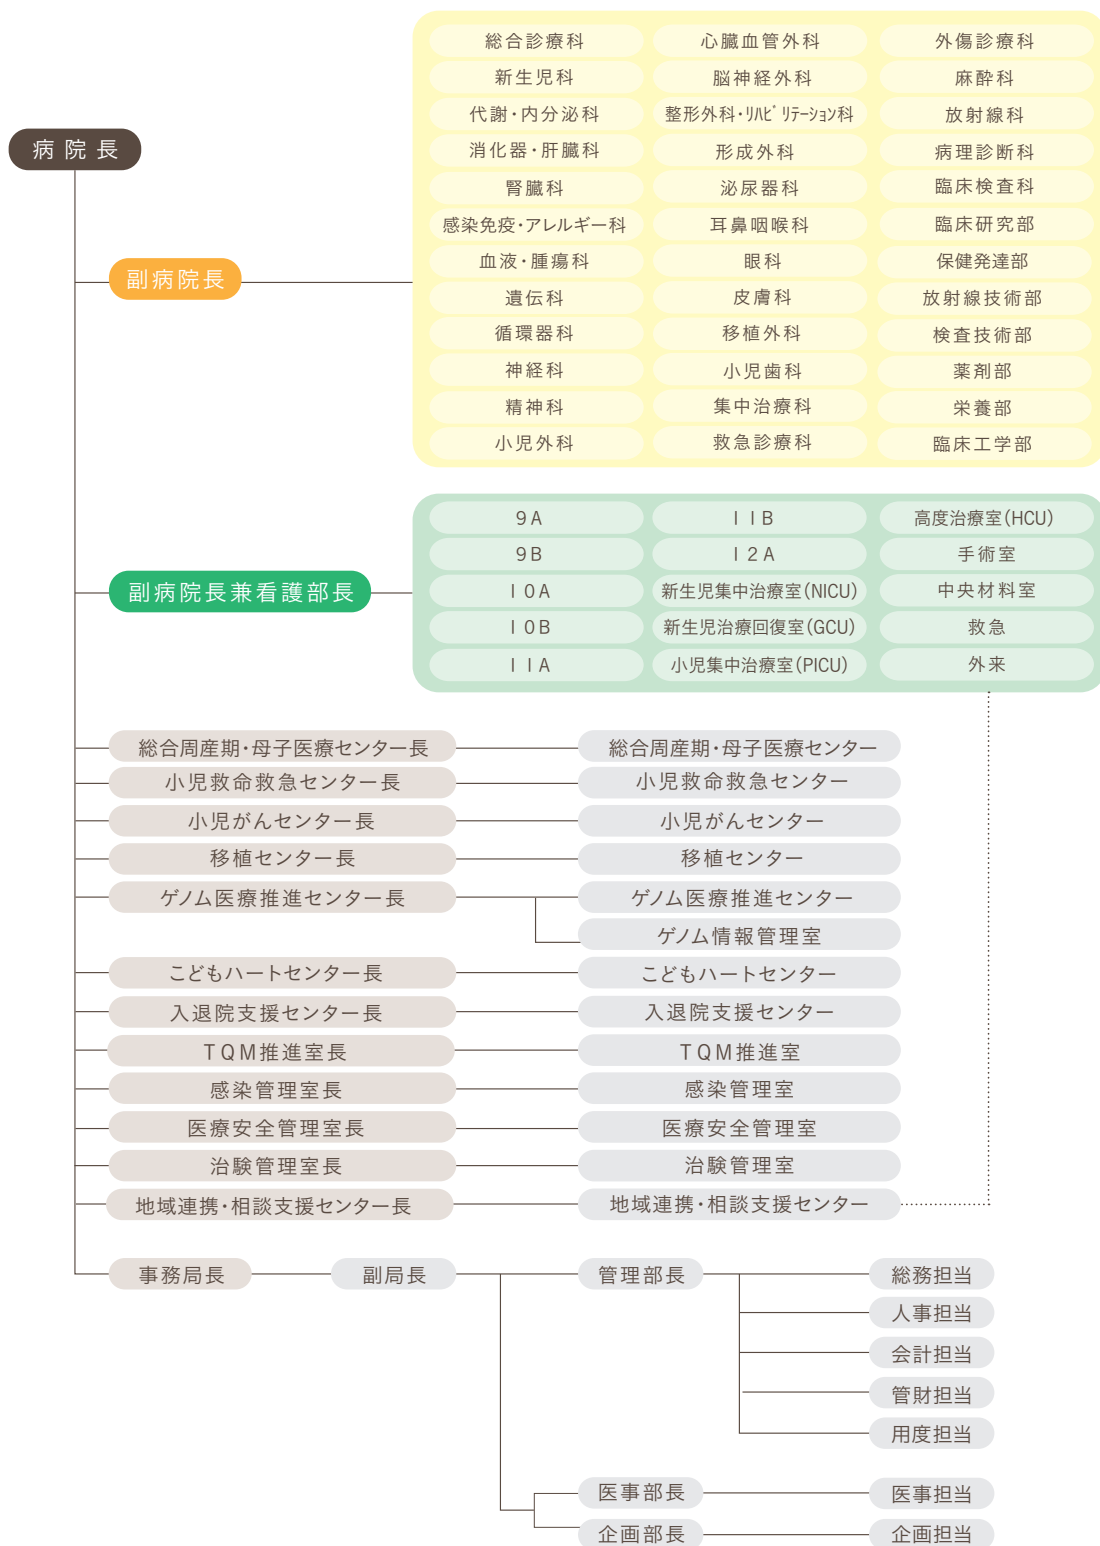 病院長
副病院長
総合診療科
新生児科
代謝・内分泌科
消化器・肝臓科
腎臓科
感染免疫・アレルギー科
血液・腫瘍科
遺伝科
循環器科
神経科
精神科
小児外科
心臓血管外科
脳神経外科
整形外科・ﾘﾊﾋﾞﾘﾃｰｼｮﾝ科
形成外科
泌尿器科
耳鼻咽喉科
眼科
皮膚科
移植外科
小児歯科
集中治療科
救急診療科
外傷診療科
麻酔科
放射線科
病理診断科
臨床検査科
臨床研究部
保健発達部
放射線技術部
検査技術部
薬剤部
栄養部
臨床工学部
副病院長兼看護部長
9A
9B
10A
10B
11A
11B
12A
新生児集中治療室(NICU)
新生児治療回復室(GCU)
小児集中治療室(PICU)
高度治療室(HCU)
手術室
中央材料室
救急
外来
総合周産期・母子医療センター長
総合周産期・母子医療センター
小児救命救急センター長
小児救命救急センター
小児がんセンター長
小児がんセンター
移植センター長
移植センター
ゲノム医療推進センター長
ゲノム医療推進センター
ゲノム情報管理室
こどもハートセンター長
こどもハートセンター
入退院支援センター長
入退院支援センター
TQM推進室長
TQM推進室
感染管理室長
感染管理室
医療安全管理室長
医療安全管理室
治験管理室長
治験管理室
地域連携・相談支援センター長
地域連携・相談支援センター
事務局長
副局長
管理部長
総務担当
人事担当
会計担当
管財担当
用度担当
医事部長
医事担当
企画部長
企画担当